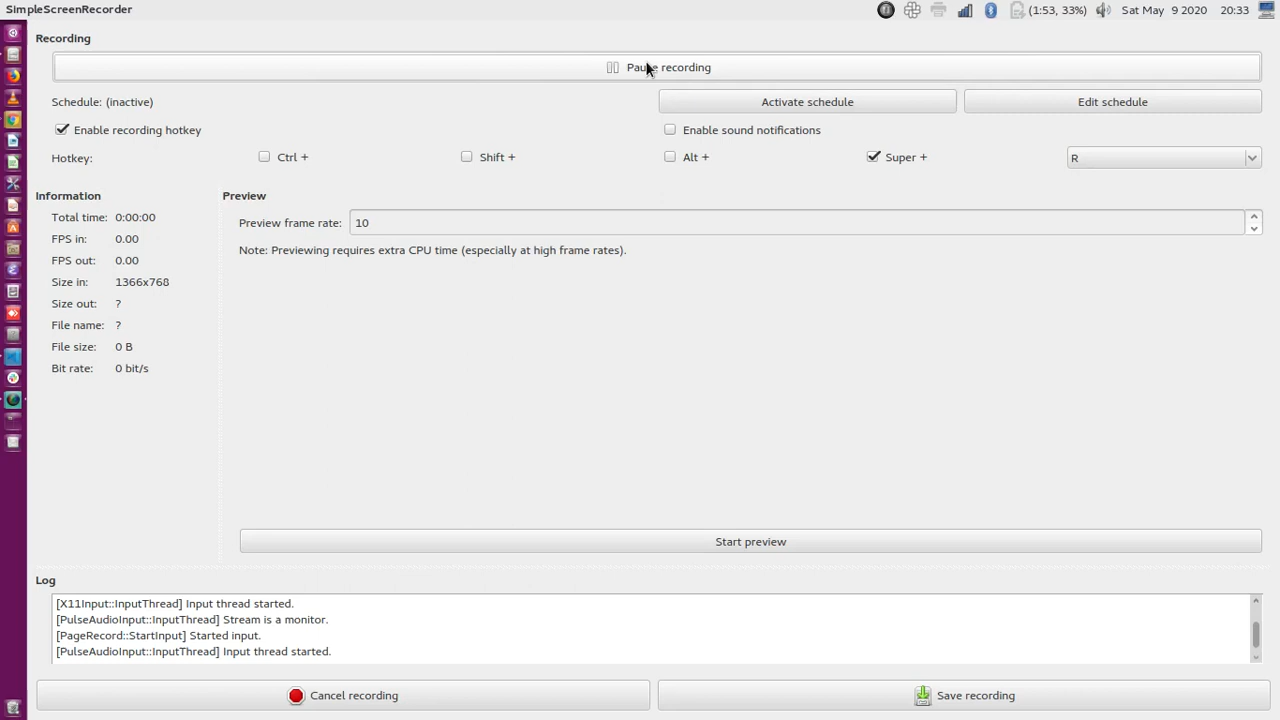 SimpleScreenRecorder
(1:53, 33%) Sat May 9 2020 20:33
Recording
Pause recording
Schedule: (inactive) Activate schedule Edit schedule
Enable recording hotkey Enable sound notifications
Hotkey: Ctrl + Shift + Alt + Super + R
Information
Total time: 0:00:00
FPS in: 0.00
FPS out: 0.00
Size in: 1366x768
Size out: ?
File name: ?
File size: 0 B
Bit rate: 0 bit/s
Preview
Preview frame rate: 10
Note: Previewing requires extra CPU time (especially at high frame rates).
Start preview
Log
[X11Input::InputThread] Input thread started.
[PulseAudioInput::InputThread] Stream is a monitor.
[PageRecord::StartInput] Started input.
[PulseAudioInput::InputThread] Input thread started.
Cancel recording Save recording